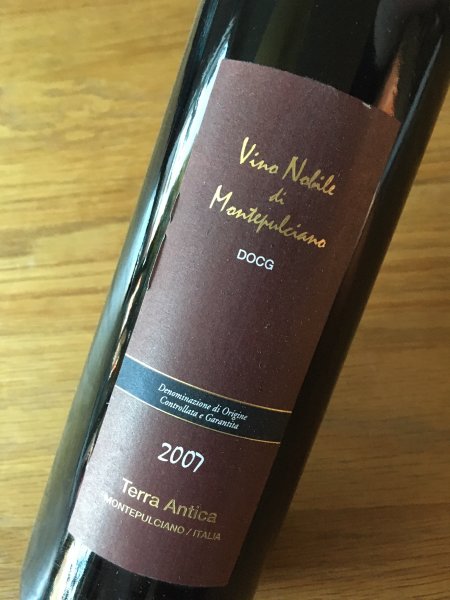 Vino Nobile
di
Montepulciano
DOCG
Denominazione di Origine
Controllata e Garantita
2007
Terra Antica
MONTEPULCIANO / ITALIA